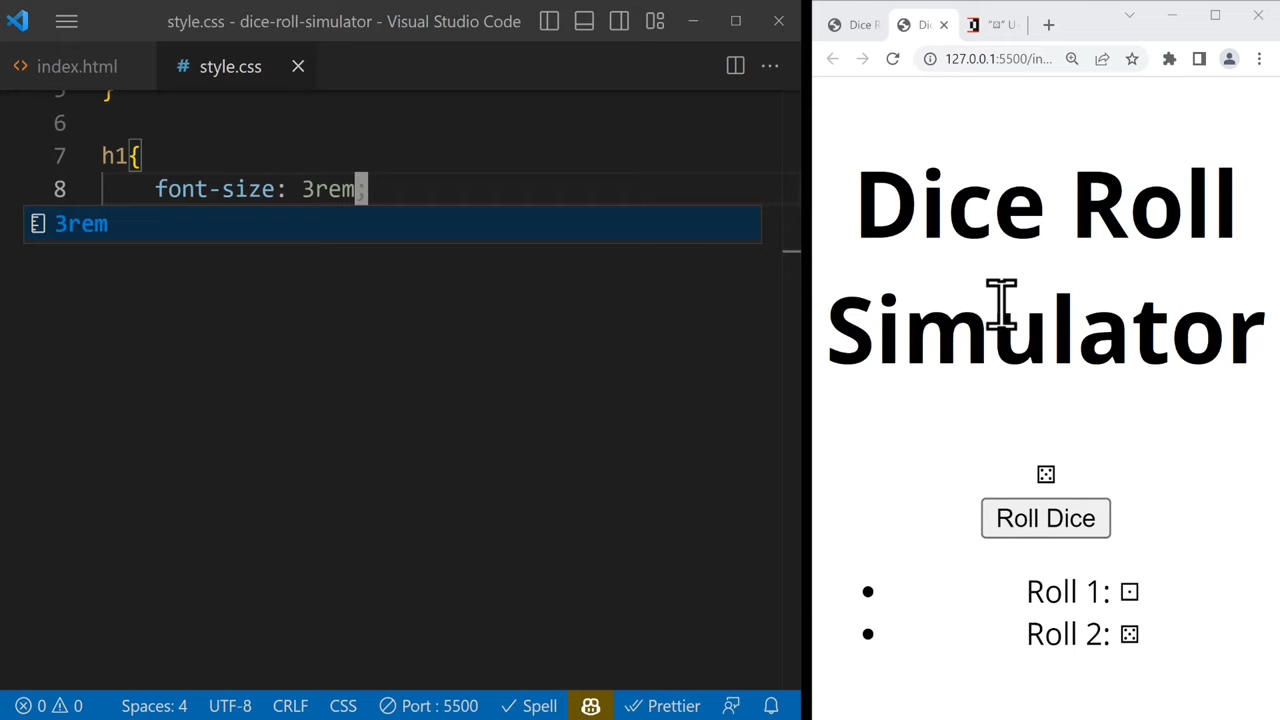 style.css - dice-roll-simulator - Visual Studio Code
index.html
# style.css
5 }
6
7 h1{
8 font-size: 3rem;
3rem
0 0 Spaces: 4 UTF-8 CRLF CSS Port : 5500 Spell Prettier
Dice R
Dic
"⚄" U
127.0.0.1:5500/in...
Dice Roll
Simulator
⚄
Roll Dice
• Roll 1: ⚀
• Roll 2: ⚄